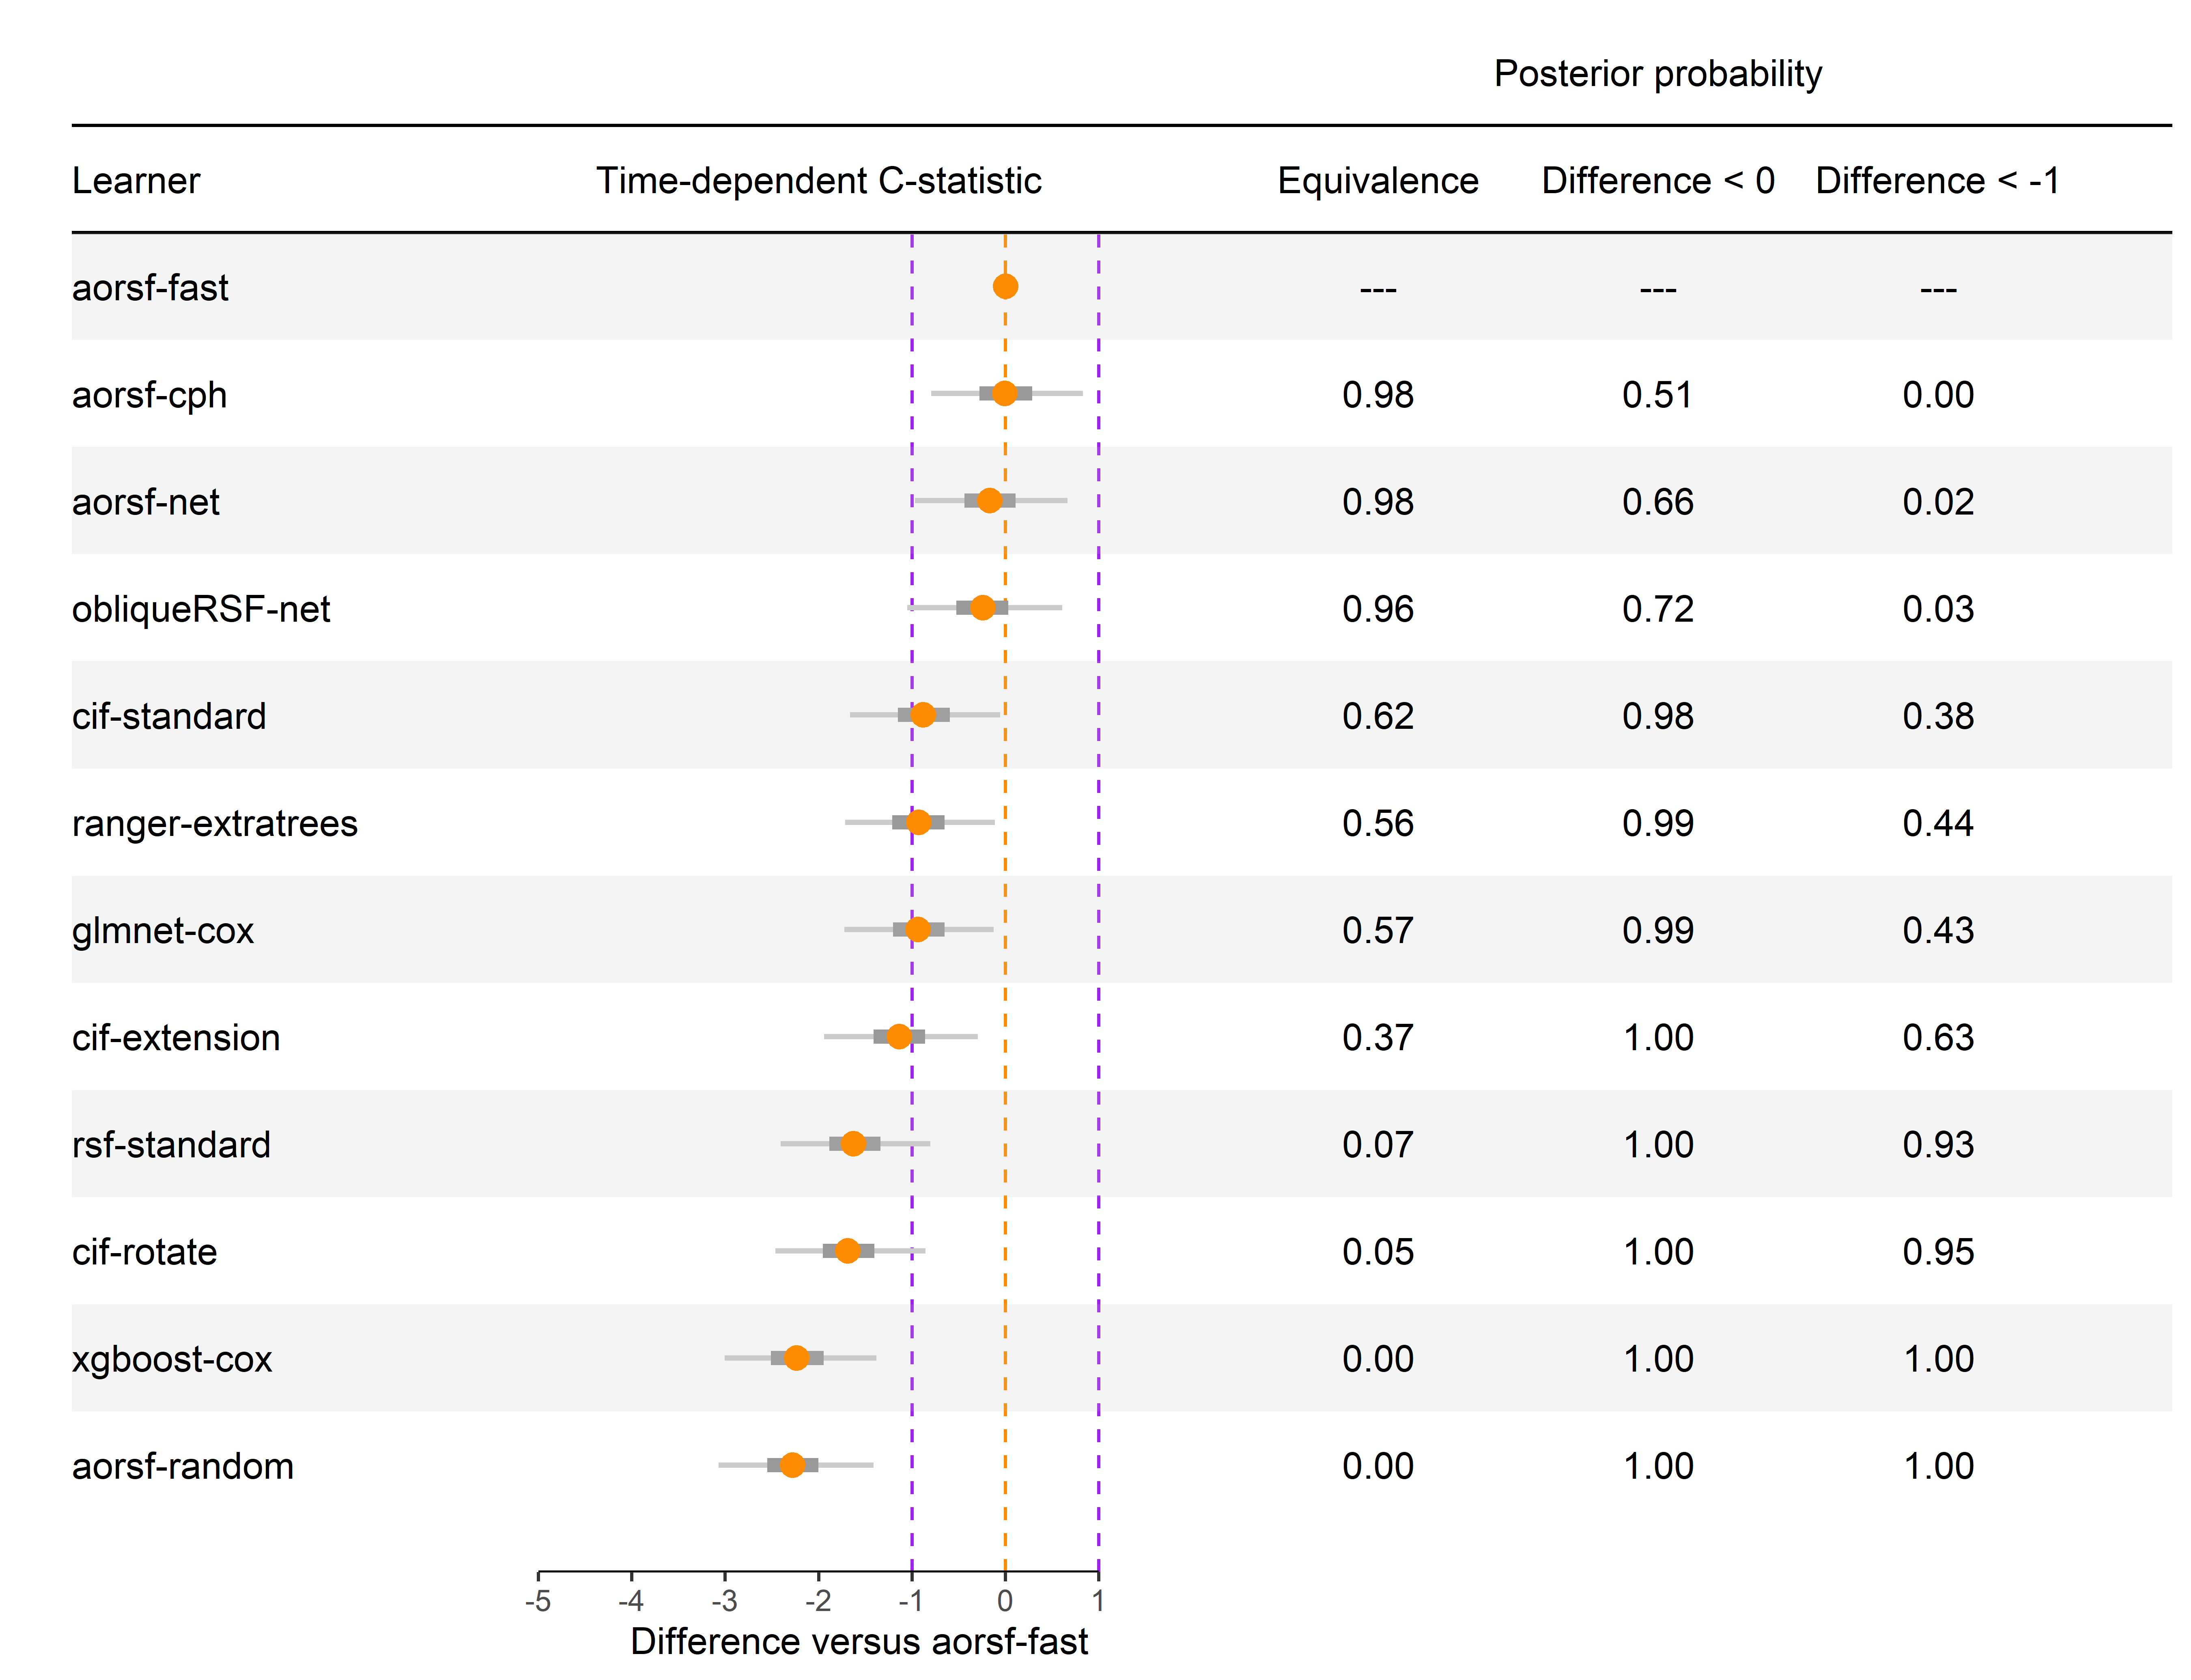 Posterior probability
Learner Time-dependent C-statistic Equivalence Difference < 0 Difference < -1
aorsf-fast --- --- ---
aorsf-cph 0.98 0.51 0.00
aorsf-net 0.98 0.66 0.02
obliqueRSF-net 0.96 0.72 0.03
cif-standard 0.62 0.98 0.38
ranger-extratrees 0.56 0.99 0.44
glmnet-cox 0.57 0.99 0.43
cif-extension 0.37 1.00 0.63
rsf-standard 0.07 1.00 0.93
cif-rotate 0.05 1.00 0.95
xgboost-cox 0.00 1.00 1.00
aorsf-random 0.00 1.00 1.00
-5 -4 -3 -2 -1 0 1
Difference versus aorsf-fast